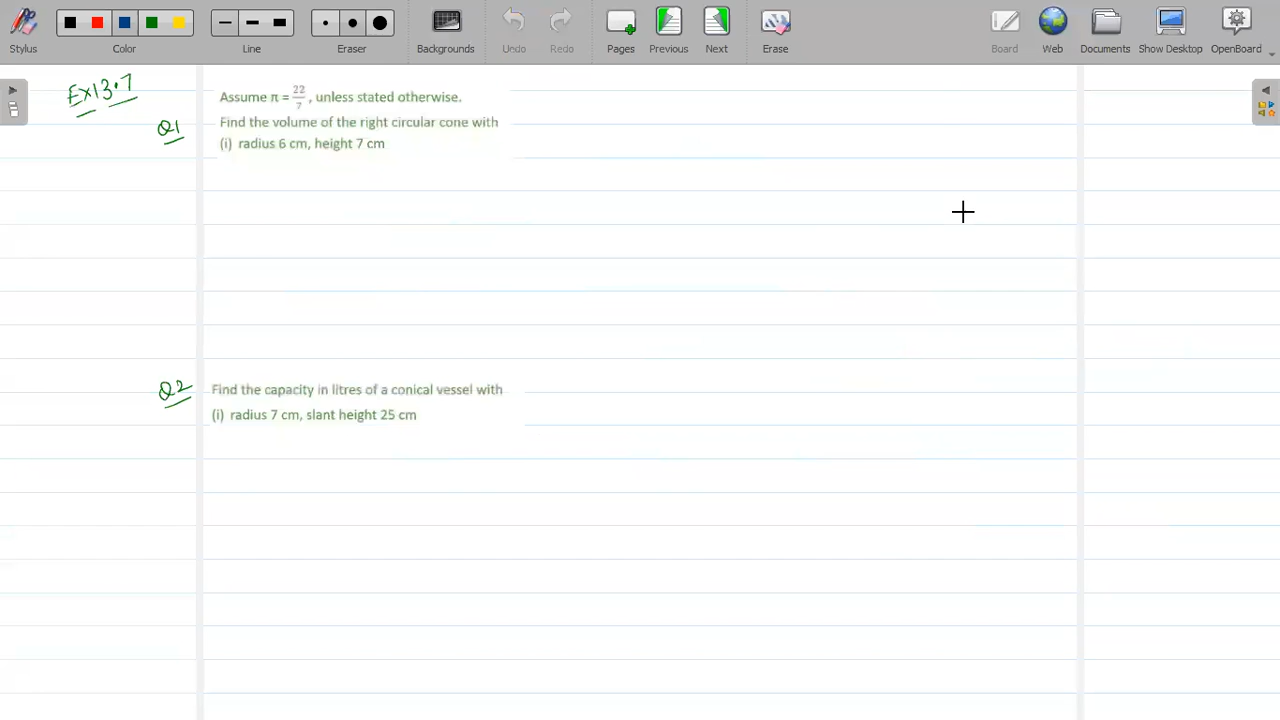 Stylus
Color
Line
Eraser
Backgrounds
Undo
Redo
Pages
Previous
Next
Erase
Board
Web
Documents
Show Desktop
OpenBoard
Ex13.7
Assume π = 22/7 , unless stated otherwise.
Q1
Find the volume of the right circular cone with
(i) radius 6 cm, height 7 cm
Q2
Find the capacity in litres of a conical vessel with
(i) radius 7 cm, slant height 25 cm